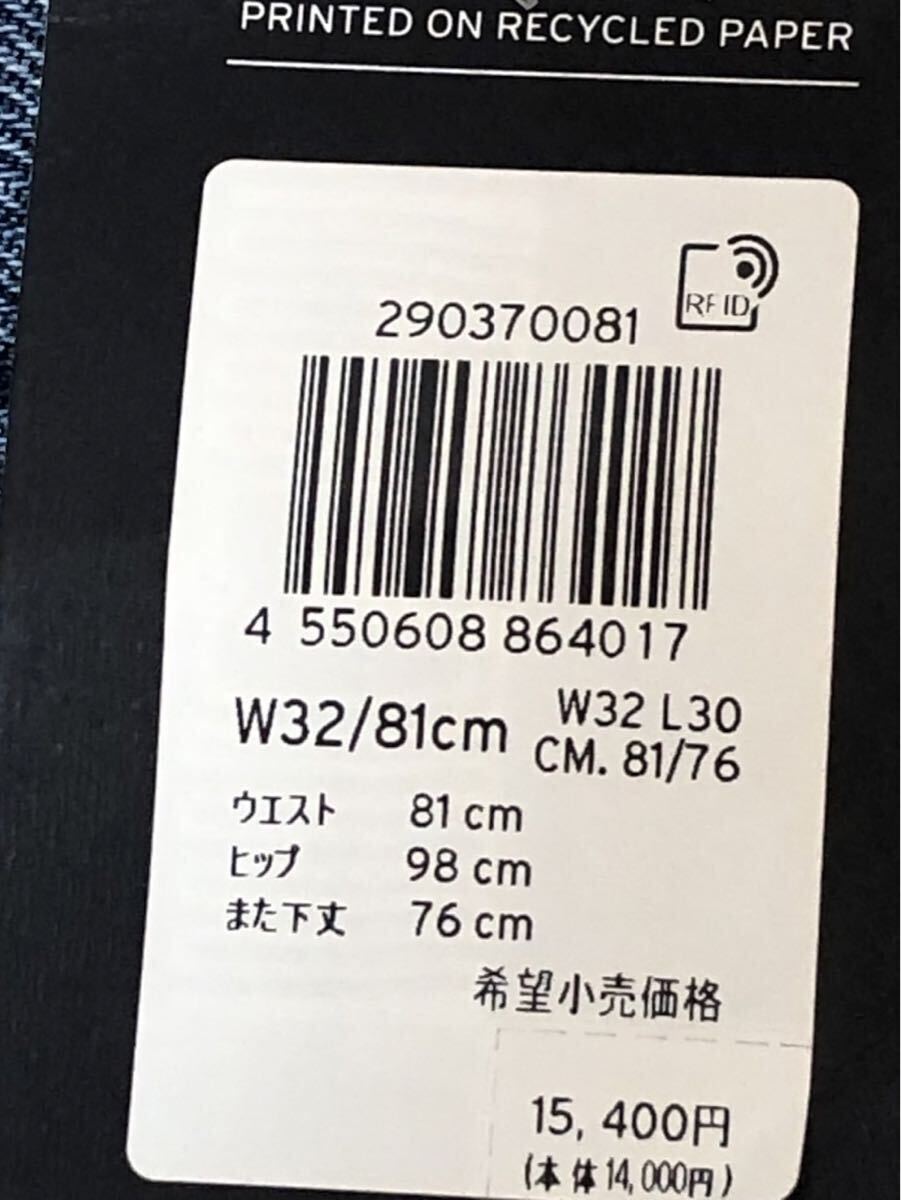 PRINTED ON RECYCLED PAPER
RFID
290370081
4 550608 864017
W32/81cm
W32 L30
CM. 81/76
ウエスト 81 cm
ヒップ 98 cm
また下丈 76 cm
希望小売価格
15, 400円
(本体14,000円)